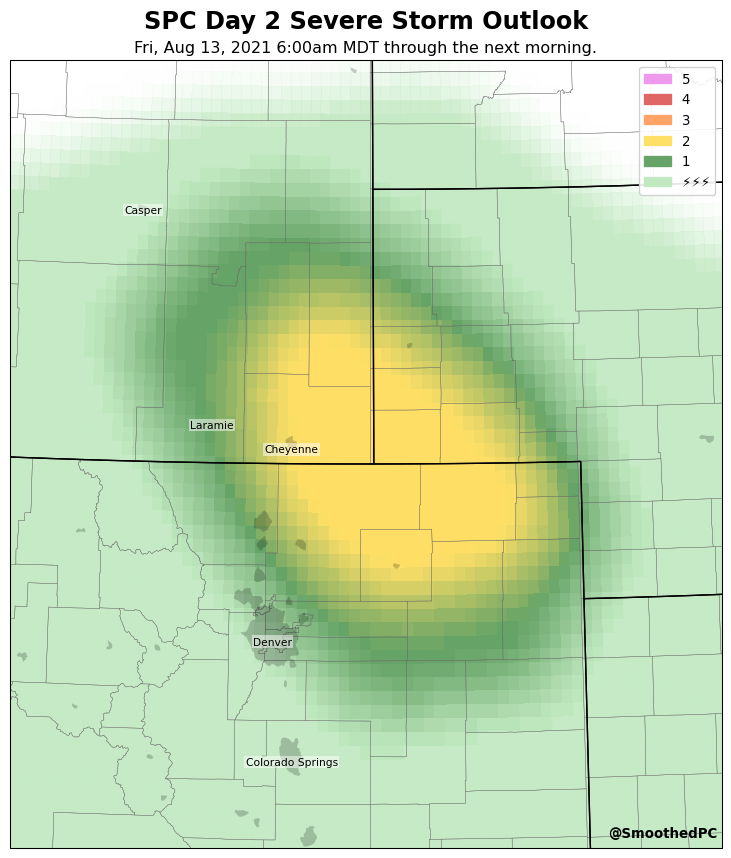 SPC Day 2 Severe Storm Outlook
Fri, Aug 13, 2021 6:00am MDT through the next morning.
5
4
3
2
1
⚡⚡⚡
Casper
Laramie
Cheyenne
Denver
Colorado Springs
@SmoothedPC